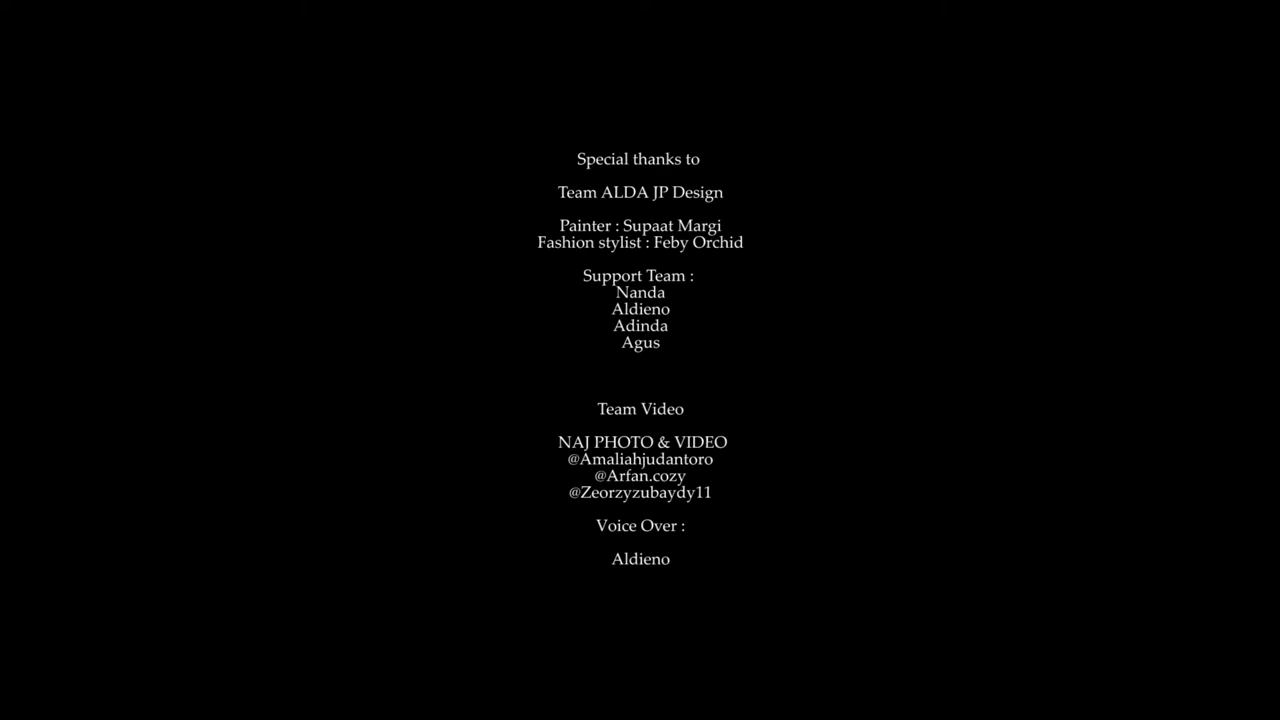 Special thanks to
Team ALDA JP Design
Painter : Supaat Margi
Fashion stylist : Feby Orchid
Support Team :
Nanda
Aldieno
Adinda
Agus
Team Video
NAJ PHOTO & VIDEO
@Amaliahjudantoro
@Arfan.cozy
@Zeorzyzubaydy11
Voice Over :
Aldieno